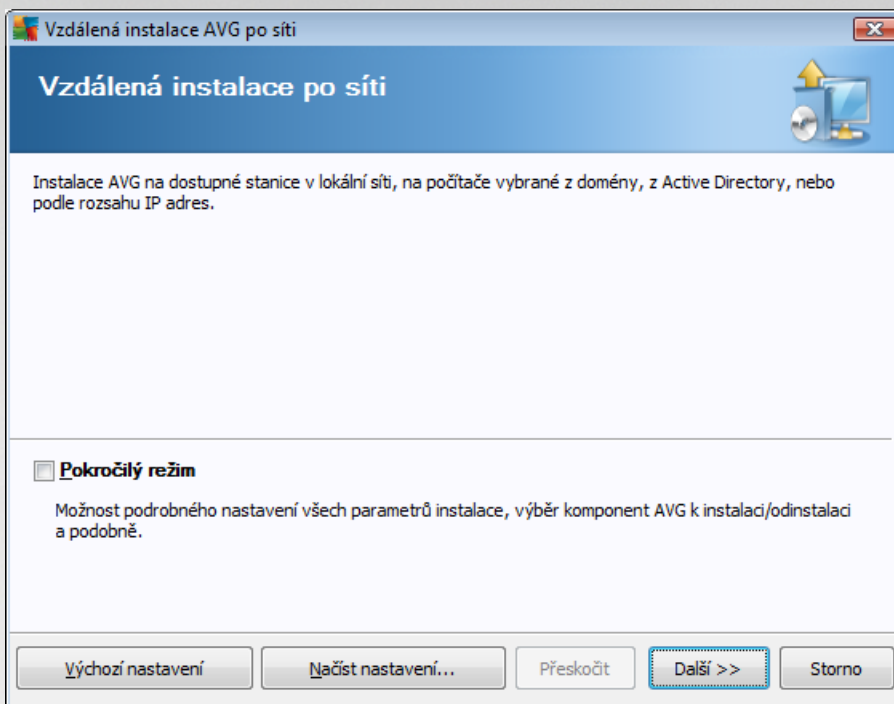 Vzdálená instalace AVG po síti
Vzdálená instalace po síti
Instalace AVG na dostupné stanice v lokální síti, na počítače vybrané z domény, z Active Directory, nebo
podle rozsahu IP adres.
Pokročilý režim
Možnost podrobného nastavení všech parametrů instalace, výběr komponent AVG k instalaci/odinstalaci
a podobně.
Výchozí nastavení Načíst nastavení... Přeskočit Další >> Storno